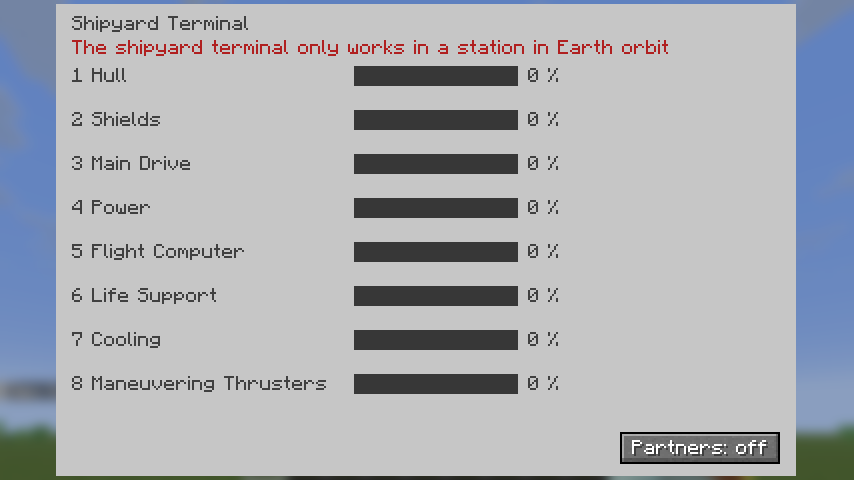 Shipyard Terminal
The shipyard terminal only works in a station in Earth orbit
1 Hull 0 %
2 Shields 0 %
3 Main Drive 0 %
4 Power 0 %
5 Flight Computer 0 %
6 Life Support 0 %
7 Cooling 0 %
8 Maneuvering Thrusters 0 %
Partners: off